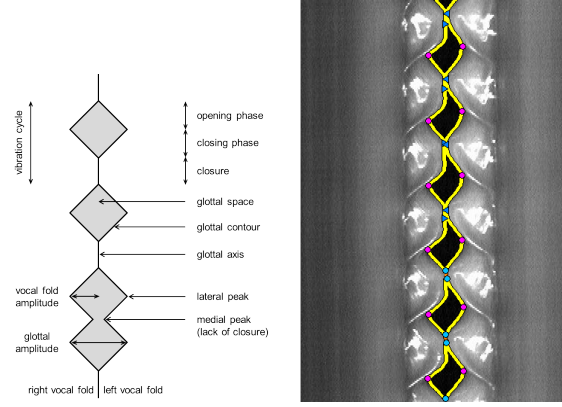 vibration cycle
opening phase
closing phase
closure
glottal space
glottal contour
glottal axis
vocal fold
amplitude
lateral peak
medial peak
(lack of closure)
glottal
amplitude
right vocal fold
left vocal fold